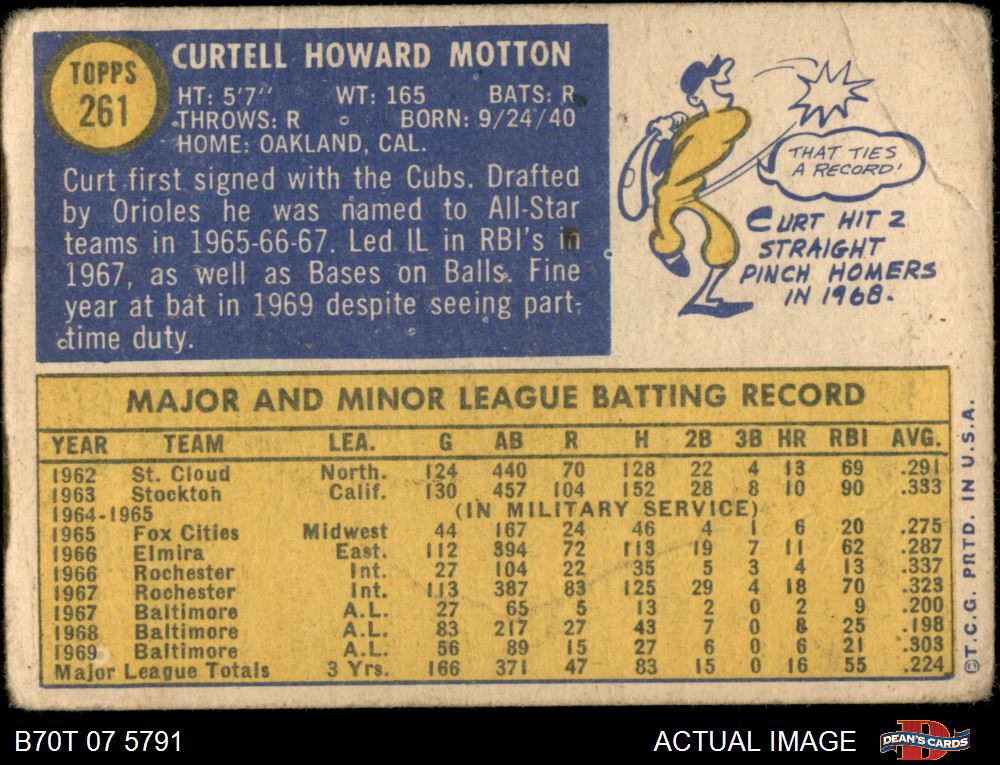 TOPPS
261
CURTELL HOWARD MOTTON
HT: 5'7" WT: 165 BATS: R
THROWS: R BORN: 9/24/40
HOME: OAKLAND, CAL.
Curt first signed with the Cubs. Drafted
by Orioles he was named to All-Star
teams in 1965-66-67. Led IL in RBI's in
1967, as well as Bases on Balls. Fine
year at bat in 1969 despite seeing part-
time duty.
THAT TIES
A RECORD!
CURT HIT 2
STRAIGHT
PINCH HOMERS
IN 1968.
MAJOR AND MINOR LEAGUE BATTING RECORD
YEAR TEAM LEA. G AB R H 2B 3B HR RBI AVG.
1962 St. Cloud North. 124 440 70 128 22 4 13 69 .291
1963 Stockton Calif. 130 457 104 152 28 8 10 90 .333
1964-1965 (IN MILITARY SERVICE)
1965 Fox Cities Midwest 44 167 24 46 4 1 6 20 .275
1966 Elmira East. 112 394 72 113 19 7 11 62 .287
1966 Rochester Int. 27 104 22 35 5 3 4 13 .337
1967 Rochester Int. 113 387 83 125 29 4 18 70 .323
1967 Baltimore A.L. 27 65 5 13 2 0 2 9 .200
1968 Baltimore A.L. 83 217 27 43 7 0 8 25 .198
1969 Baltimore A.L. 56 89 15 27 6 0 6 21 .303
Major League Totals 3 Yrs. 166 371 47 83 15 0 16 55 .224
©T.C.G. PRTD. IN U.S.A.
B70T 07 5791
ACTUAL IMAGE
DEAN'S CARDS